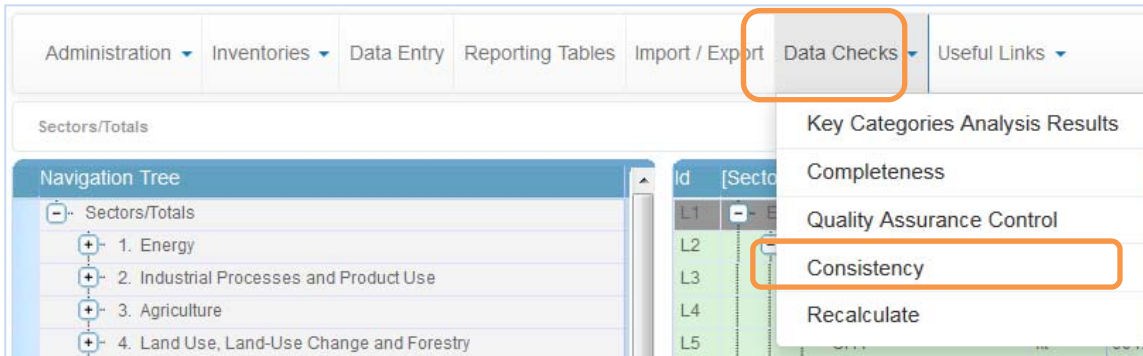 Administration Inventories Data Entry Reporting Tables Import / Export Data Checks Useful Links
Sectors/Totals
Key Categories Analysis Results
Completeness
Quality Assurance Control
Consistency
Recalculate
Navigation Tree
Sectors/Totals
1. Energy
2. Industrial Processes and Product Use
3. Agriculture
4. Land Use, Land-Use Change and Forestry
Id [Secto
L1 E
L2
L3
L4
L5